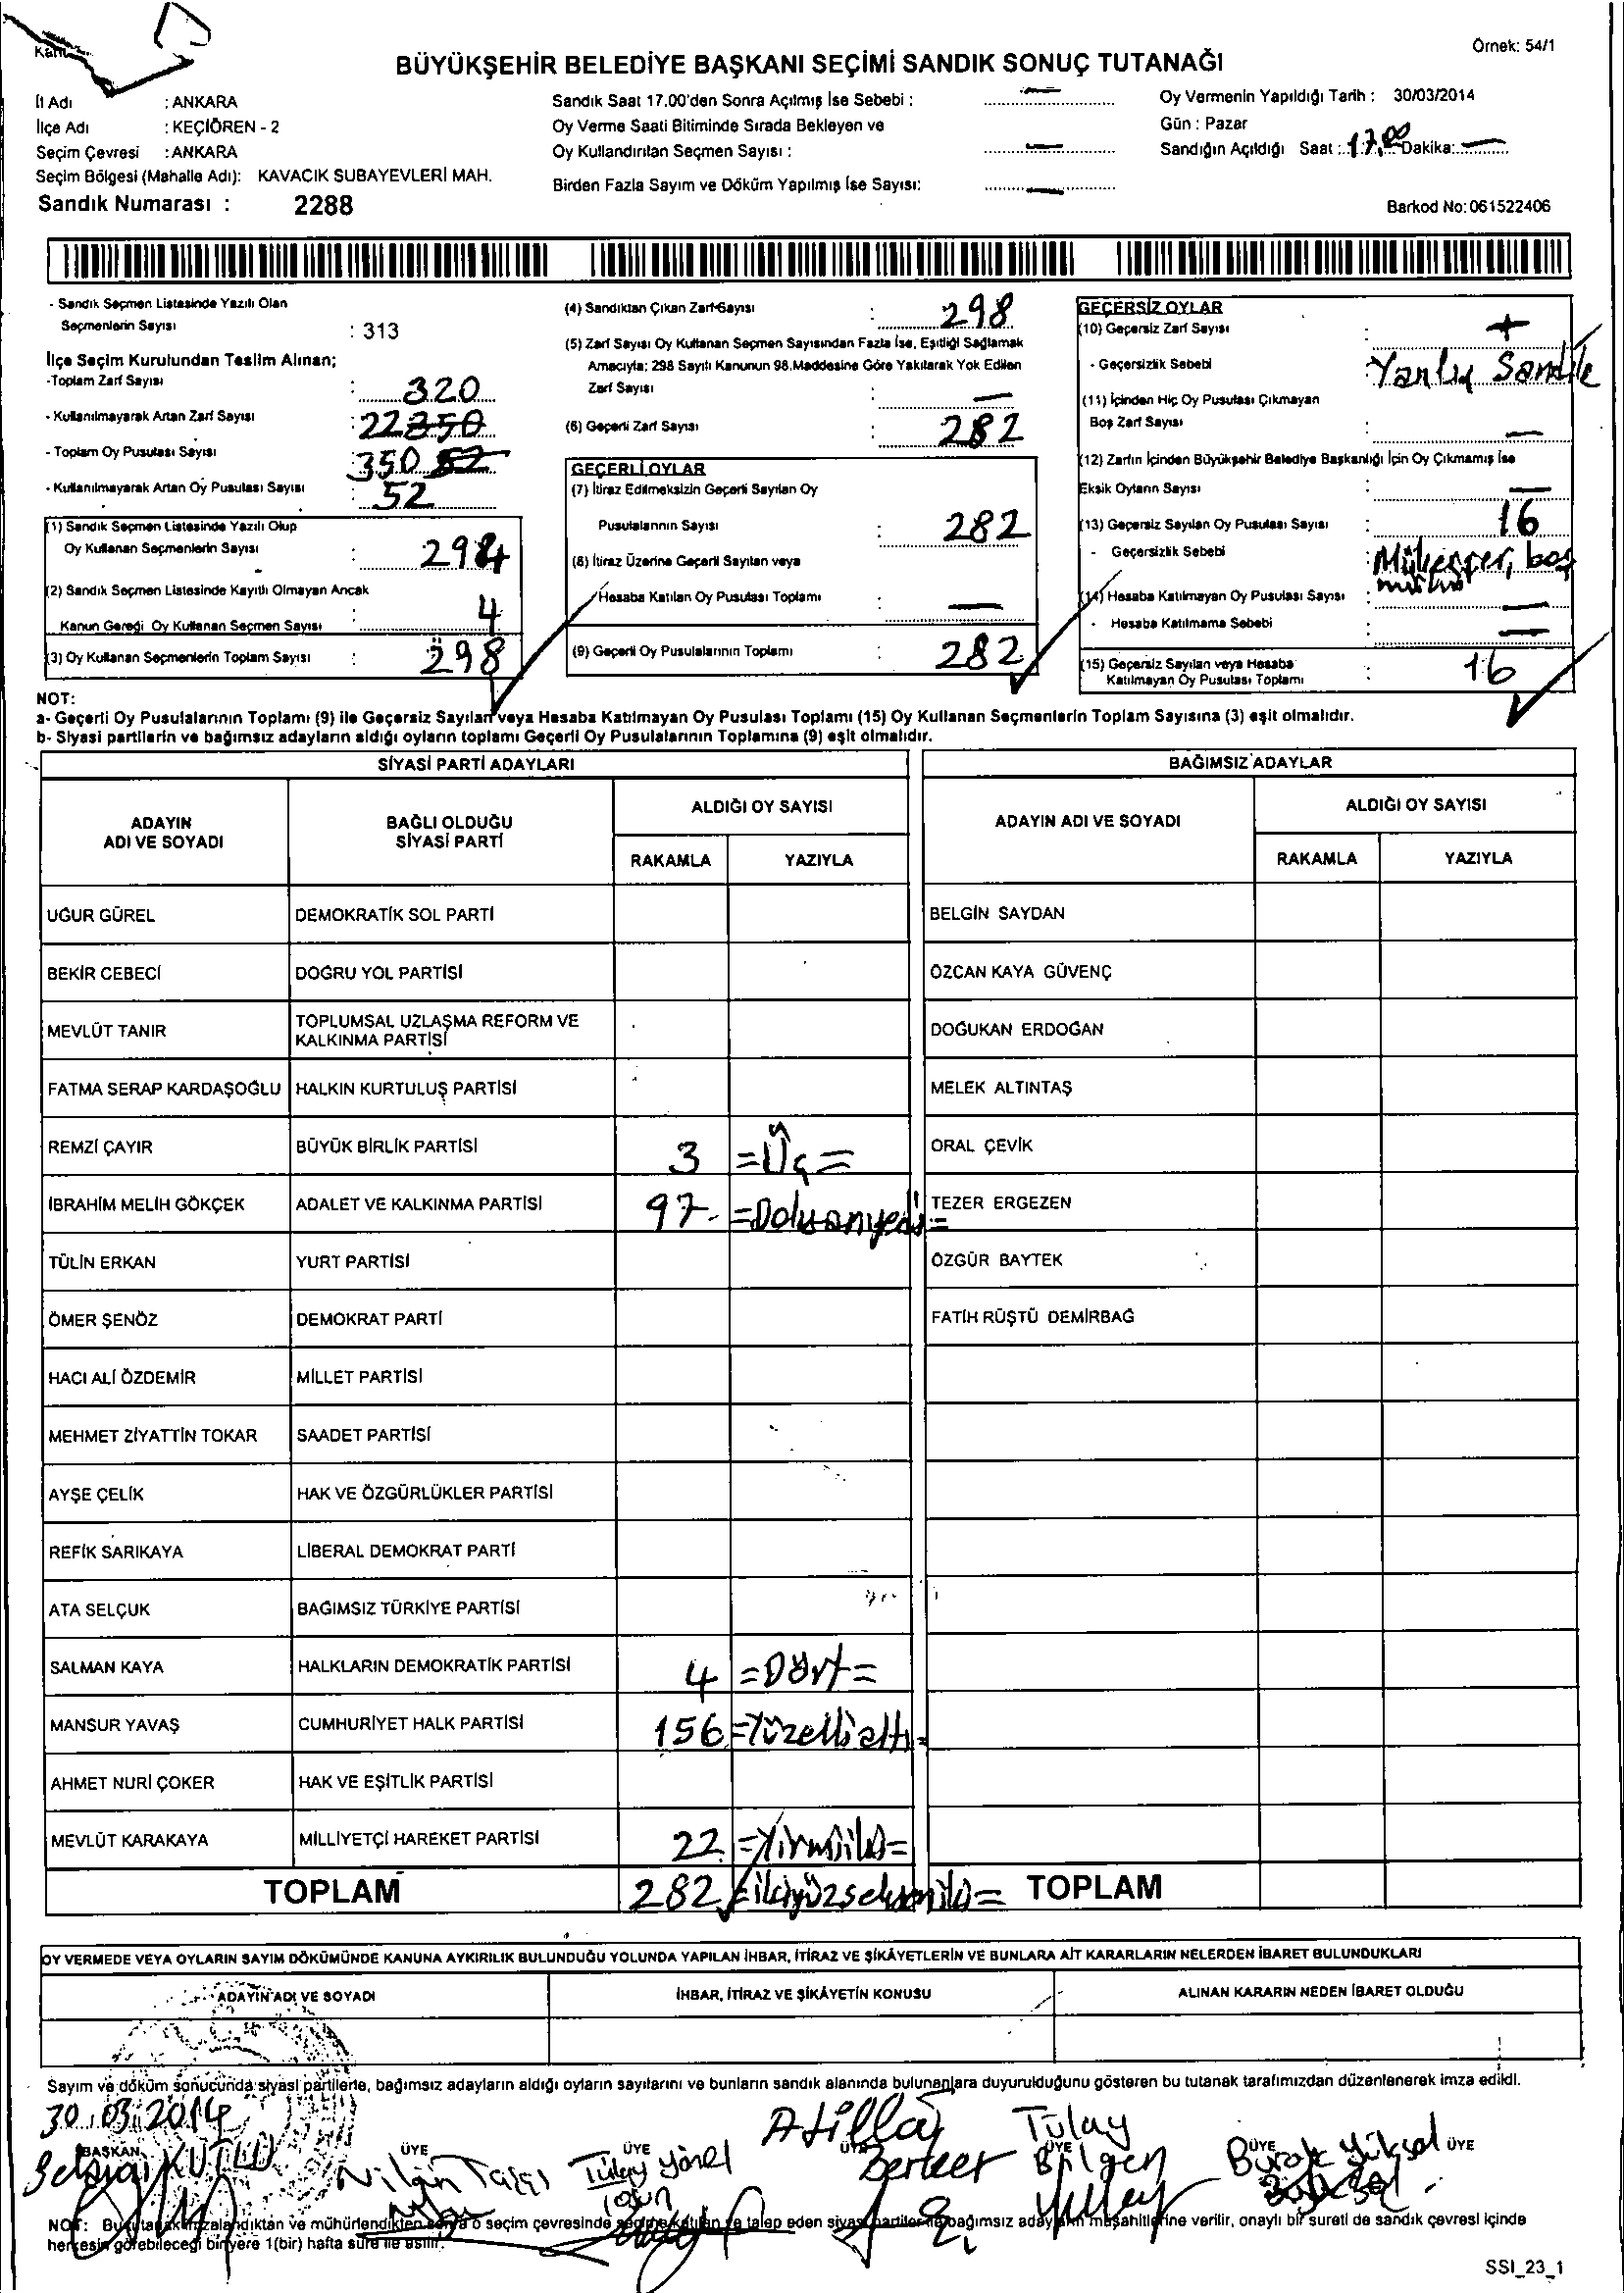 Örnek: 54/1
BÜYÜKŞEHİR BELEDİYE BAŞKANI SEÇİMİ SANDIK SONUÇ TUTANAĞI
İl Adı : ANKARA
İlçe Adı : KEÇİÖREN - 2
Seçim Çevresi : ANKARA
Seçim Bölgesi (Mahalle Adı): KAVACIK SUBAYEVLERİ MAH.
Sandık Numarası : 2288
Sandık Saat 17.00'den Sonra Açılmış İse Sebebi : —
Oy Verme Saati Bitiminde Sırada Bekleyen ve
Oy Kullandırılan Seçmen Sayısı : —
Birden Fazla Sayım ve Döküm Yapılmış İse Sayısı: —
Oy Vermenin Yapıldığı Tarih : 30/03/2014
Gün : Pazar
Sandığın Açıldığı Saat : 17,00 Dakika: —
Barkod No: 061522406
- Sandık Seçmen Listesinde Yazılı Olan
Seçmenlerin Sayısı : 313
İlçe Seçim Kurulundan Teslim Alınan;
-Toplam Zarf Sayısı : 320
- Kullanılmayarak Artan Zarf Sayısı : 22 350
- Toplam Oy Pusulası Sayısı : 350 52
- Kullanılmayarak Artan Oy Pusulası Sayısı : 52
(1) Sandık Seçmen Listesinde Yazılı Olup
Oy Kullanan Seçmenlerin Sayısı : 294
(2) Sandık Seçmen Listesinde Kayıtlı Olmayan Ancak
Kanun Gereği Oy Kullanan Seçmen Sayısı : 4
(3) Oy Kullanan Seçmenlerin Toplam Sayısı : 298
(4) Sandıktan Çıkan Zarf Sayısı : 298
(5) Zarf Sayısı Oy Kullanan Seçmen Sayısından Fazla İse, Eşitliği Sağlamak
Amacıyla; 298 Sayılı Kanunun 98.Maddesine Göre Yakılarak Yok Edilen
Zarf Sayısı : —
(6) Geçerli Zarf Sayısı : 282
GEÇERLİ OYLAR
(7) İtiraz Edilmeksizin Geçerli Sayılan Oy
Pusulalarının Sayısı : 282
(8) İtiraz Üzerine Geçerli Sayılan veya
Hesaba Katılan Oy Pusulası Toplamı : —
(9) Geçerli Oy Pusulalarının Toplamı : 282
GEÇERSİZ OYLAR
(10) Geçersiz Zarf Sayısı :
- Geçersizlik Sebebi : Yanlış Sandık
(11) İçinden Hiç Oy Pusulası Çıkmayan
Boş Zarf Sayısı : —
(12) Zarfın İçinden Büyükşehir Belediye Başkanlığı İçin Oy Çıkmamış İse
Eksik Oyların Sayısı : —
(13) Geçersiz Sayılan Oy Pusulası Sayısı : 16
- Geçersizlik Sebebi : boş
(14) Hesaba Katılmayan Oy Pusulası Sayısı : —
- Hesaba Katılmama Sebebi : —
(15) Geçersiz Sayılan veya Hesaba
Katılmayan Oy Pusulası Toplamı : 16
NOT:
a- Geçerli Oy Pusulalarının Toplamı (9) ile Geçersiz Sayılan veya Hesaba Katılmayan Oy Pusulası Toplamı (15) Oy Kullanan Seçmenlerin Toplam Sayısına (3) eşit olmalıdır.
b- Siyasi partilerin ve bağımsız adayların aldığı oyların toplamı Geçerli Oy Pusulalarının Toplamına (9) eşit olmalıdır.
SİYASİ PARTİ ADAYLARI
ADAYIN ADI VE SOYADI
BAĞLI OLDUĞU SİYASİ PARTİ
ALDIĞI OY SAYISI
RAKAMLA YAZIYLA
UĞUR GÜREL DEMOKRATİK SOL PARTİ
BEKİR CEBECİ DOĞRU YOL PARTİSİ
MEVLÜT TANIR TOPLUMSAL UZLAŞMA REFORM VE KALKINMA PARTİSİ
FATMA SERAP KARDAŞOĞLU HALKIN KURTULUŞ PARTİSİ
REMZİ ÇAYIR BÜYÜK BİRLİK PARTİSİ 3 =Üç=
İBRAHİM MELİH GÖKÇEK ADALET VE KALKINMA PARTİSİ 97 =Doksanyedi=
TÜLİN ERKAN YURT PARTİSİ
ÖMER ŞENÖZ DEMOKRAT PARTİ
HACI ALİ ÖZDEMİR MİLLET PARTİSİ
MEHMET ZİYATTİN TOKAR SAADET PARTİSİ
AYŞE ÇELİK HAK VE ÖZGÜRLÜKLER PARTİSİ
REFİK SARIKAYA LİBERAL DEMOKRAT PARTİ
ATA SELÇUK BAĞIMSIZ TÜRKİYE PARTİSİ
SALMAN KAYA HALKLARIN DEMOKRATİK PARTİSİ 4 =Dört=
MANSUR YAVAŞ CUMHURİYET HALK PARTİSİ 156 =Yüzellialtı=
AHMET NURİ ÇOKER HAK VE EŞİTLİK PARTİSİ
MEVLÜT KARAKAYA MİLLİYETÇİ HAREKET PARTİSİ 22 =Yirmiiki=
TOPLAM 282 =ikiyüzsekseniki=
BAĞIMSIZ ADAYLAR
ADAYIN ADI VE SOYADI
ALDIĞI OY SAYISI
RAKAMLA YAZIYLA
BELGİN SAYDAN
ÖZCAN KAYA GÜVENÇ
DOĞUKAN ERDOĞAN
MELEK ALTINTAŞ
ORAL ÇEVİK
TEZER ERGEZEN
ÖZGÜR BAYTEK
FATİH RÜŞTÜ DEMİRBAĞ
TOPLAM
OY VERMEDE VEYA OYLARIN SAYIM DÖKÜMÜNDE KANUNA AYKIRILIK BULUNDUĞU YOLUNDA YAPILAN İHBAR, İTİRAZ VE ŞİKÂYETLERİN VE BUNLARA AİT KARARLARIN NELERDEN İBARET BULUNDUKLARI
ADAYIN ADI VE SOYADI
İHBAR, İTİRAZ VE ŞİKÂYETİN KONUSU
ALINAN KARARIN NEDEN İBARET OLDUĞU
Sayım ve döküm sonucunda siyasi partilerle, bağımsız adayların aldığı oyların sayılarını ve bunların sandık alanında bulunanlara duyurulduğunu gösteren bu tutanak tarafımızdan düzenlenerek imza edildi.
30.03.2014
BAŞKAN ÜYE ÜYE ÜYE ÜYE ÜYE ÜYE
KUTLU
Nilgün
Tülay Yönel
Tosun
Atilla
Berker
Tülay
Bilgen
Burak Yüksel
NOT: Bu tutanak imzalandıktan ve mühürlendikten sonra o seçim çevresinde seçime katılan ve talep eden siyasi partiler ile bağımsız adayların müşahitlerine verilir, onaylı bir sureti de sandık çevresi içinde
herkesin görebileceği bir yere 1(bir) hafta süre ile asılır.
SSI_23_1